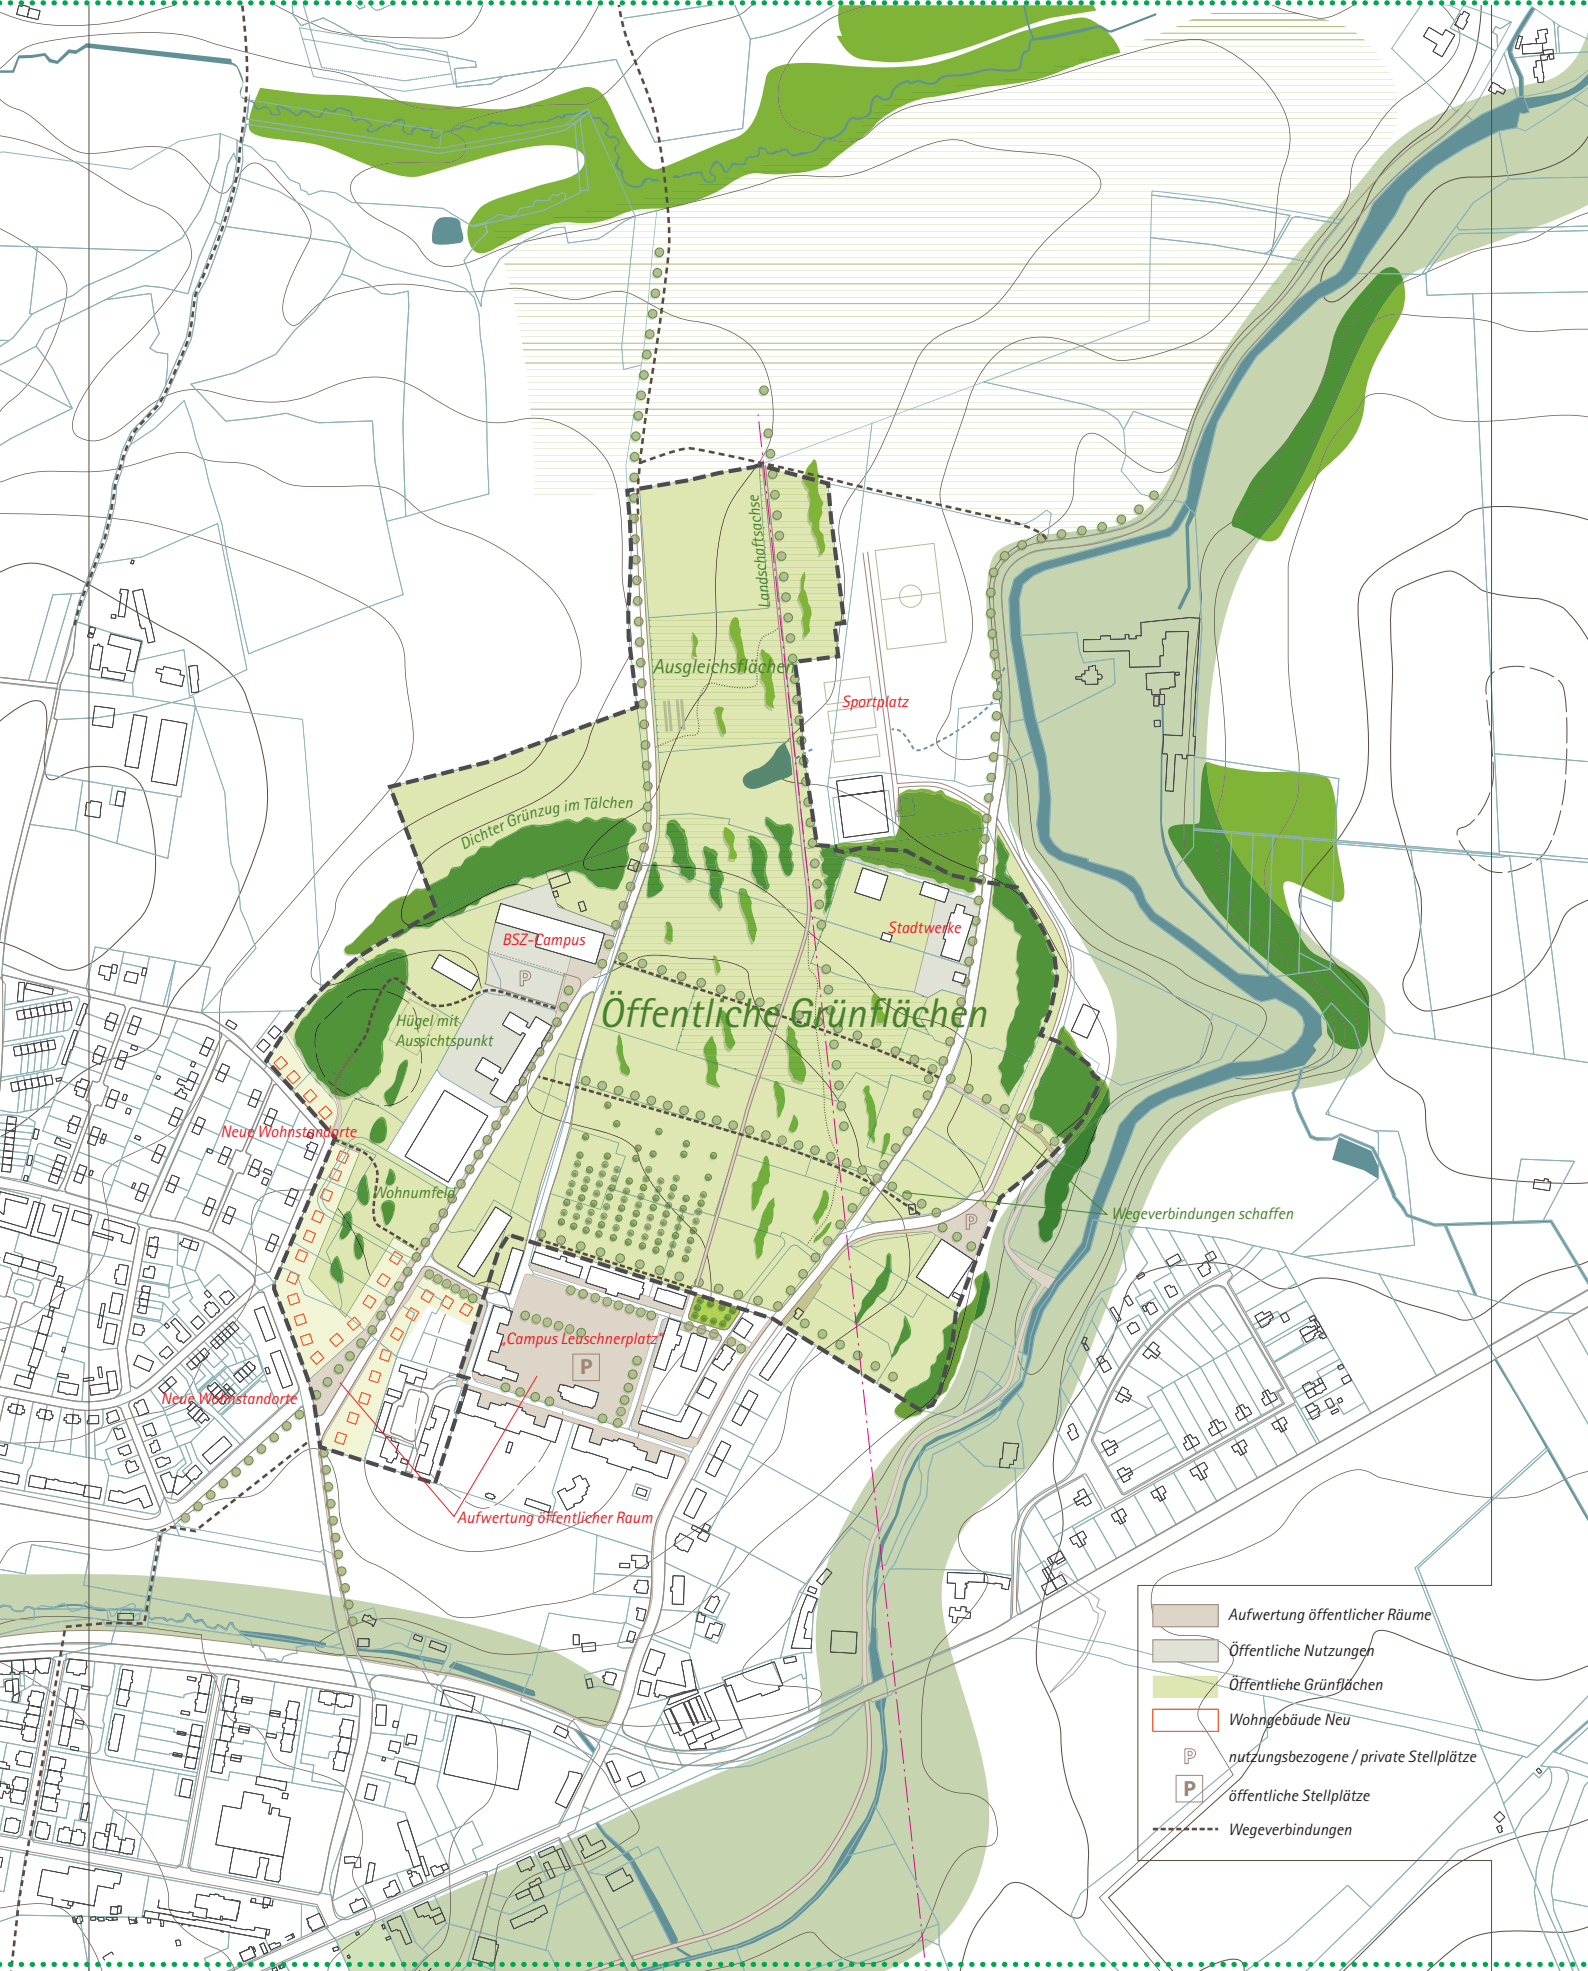 Landschaftsachse
Ausgleichsflächen
Sportplatz
Dichter Grünzug im Tälchen
Stadtwerke
BSZ-Campus
P
Öffentliche Grünflächen
Hügel mit
Aussichtspunkt
Neue Wohnstandorte
Wohnumfeld
P
Wegeverbindungen schaffen
„Campus Leuschnerplatz“
P
Neue Wohnstandorte
Aufwertung öffentlicher Raum
Aufwertung öffentlicher Räume
Öffentliche Nutzungen
Öffentliche Grünflächen
Wohngebäude Neu
P nutzungsbezogene / private Stellplätze
P öffentliche Stellplätze
Wegeverbindungen